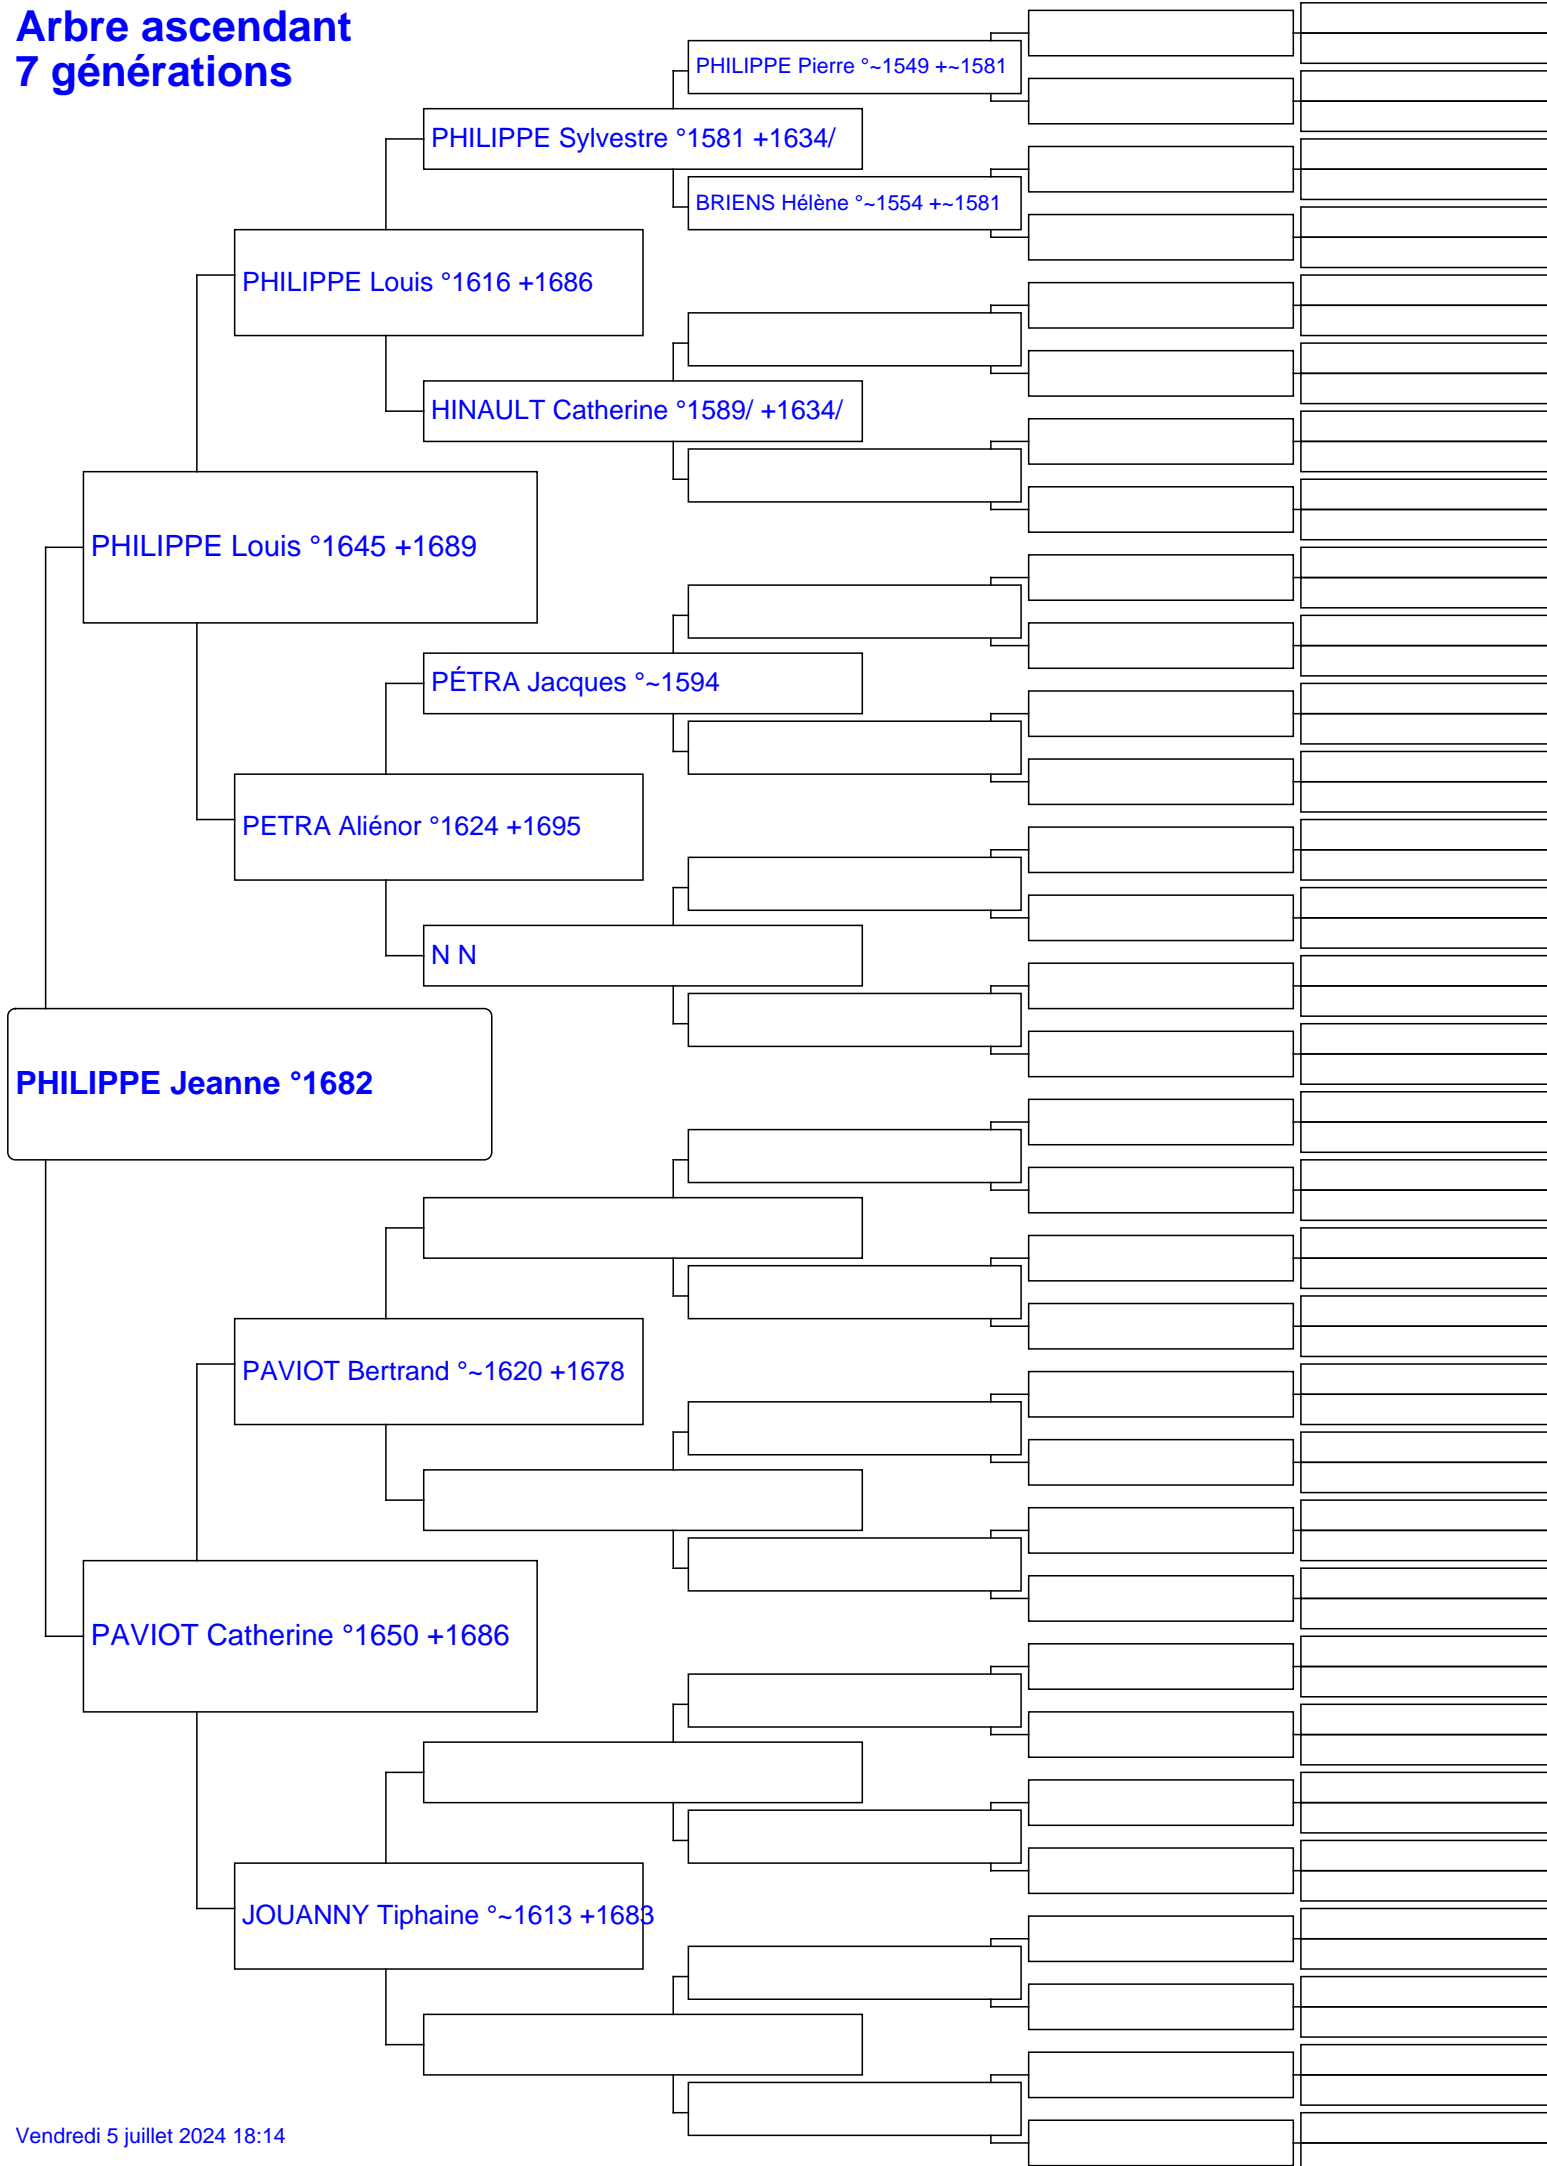 Arbre ascendant
7 générations
PHILIPPE Pierre °~1549 +~1581
PHILIPPE Sylvestre °1581 +1634/
BRIENS Hélène °~1554 +~1581
PHILIPPE Louis °1616 +1686
HINAULT Catherine °1589/ +1634/
PHILIPPE Louis °1645 +1689
PÉTRA Jacques °~1594
PETRA Aliénor °1624 +1695
N N
PHILIPPE Jeanne °1682
PAVIOT Bertrand °~1620 +1678
PAVIOT Catherine °1650 +1686
JOUANNY Tiphaine °~1613 +1683
Vendredi 5 juillet 2024 18:14